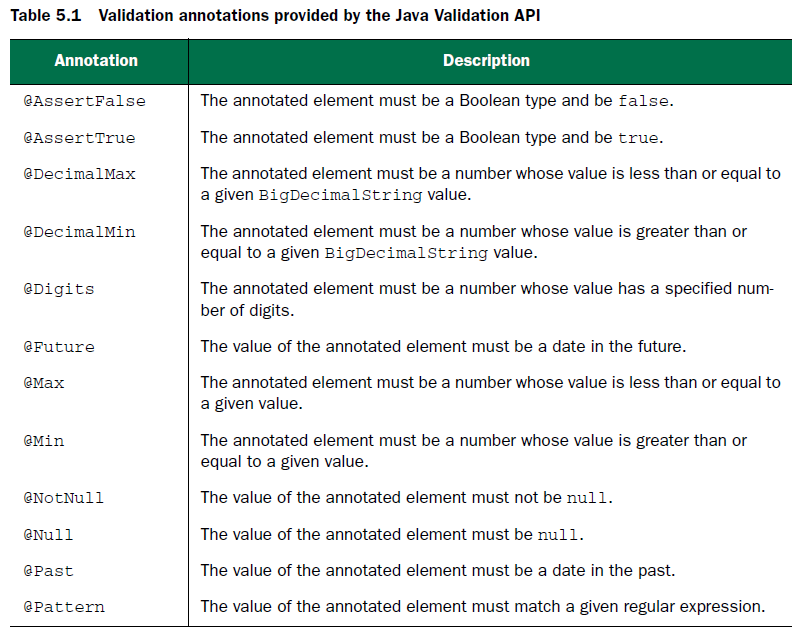 Table 5.1 Validation annotations provided by the Java Validation API
Annotation Description
@AssertFalse The annotated element must be a Boolean type and be false.
@AssertTrue The annotated element must be a Boolean type and be true.
@DecimalMax The annotated element must be a number whose value is less than or equal to
a given BigDecimalString value.
@DecimalMin The annotated element must be a number whose value is greater than or
equal to a given BigDecimalString value.
@Digits The annotated element must be a number whose value has a specified num-
ber of digits.
@Future The value of the annotated element must be a date in the future.
@Max The annotated element must be a number whose value is less than or equal to
a given value.
@Min The annotated element must be a number whose value is greater than or
equal to a given value.
@NotNull The value of the annotated element must not be null.
@Null The value of the annotated element must be null.
@Past The value of the annotated element must be a date in the past.
@Pattern The value of the annotated element must match a given regular expression.